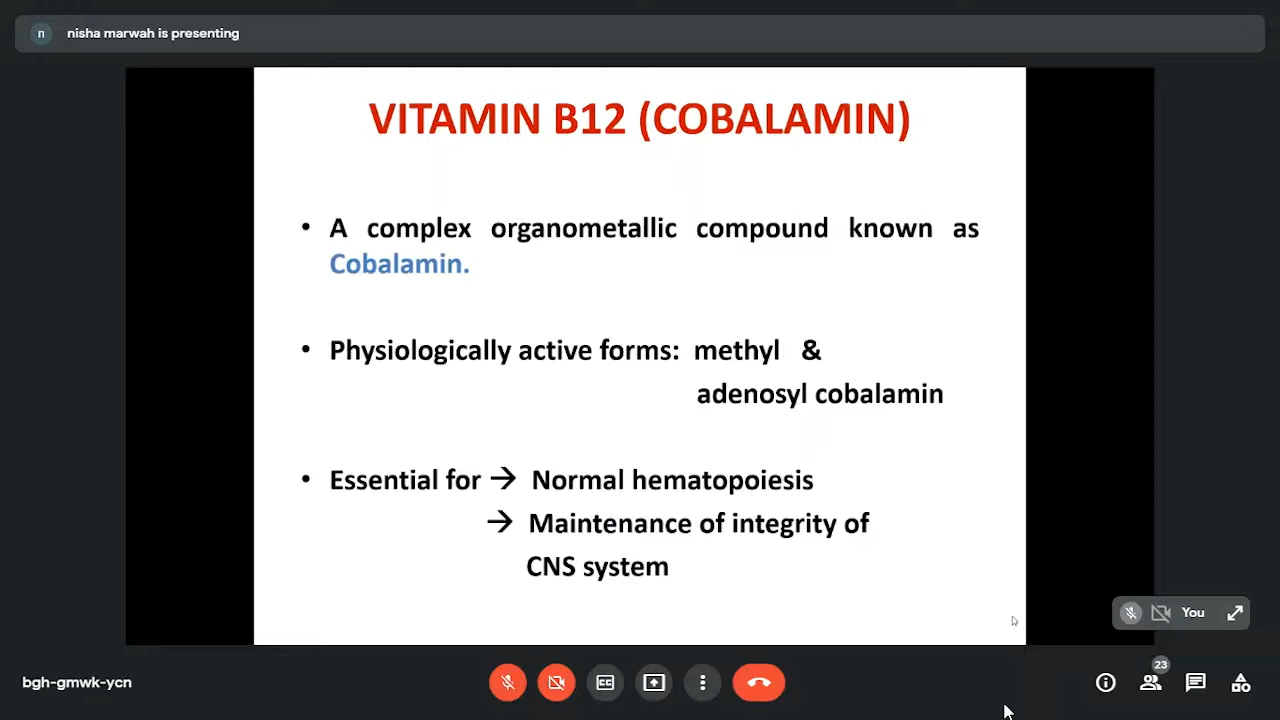 n nisha marwah is presenting
VITAMIN B12 (COBALAMIN)
• A complex organometallic compound known as
Cobalamin.
• Physiologically active forms: methyl &
adenosyl cobalamin
• Essential for → Normal hematopoiesis
→ Maintenance of integrity of
CNS system
You
23
bgh-gmwk-ycn
CC